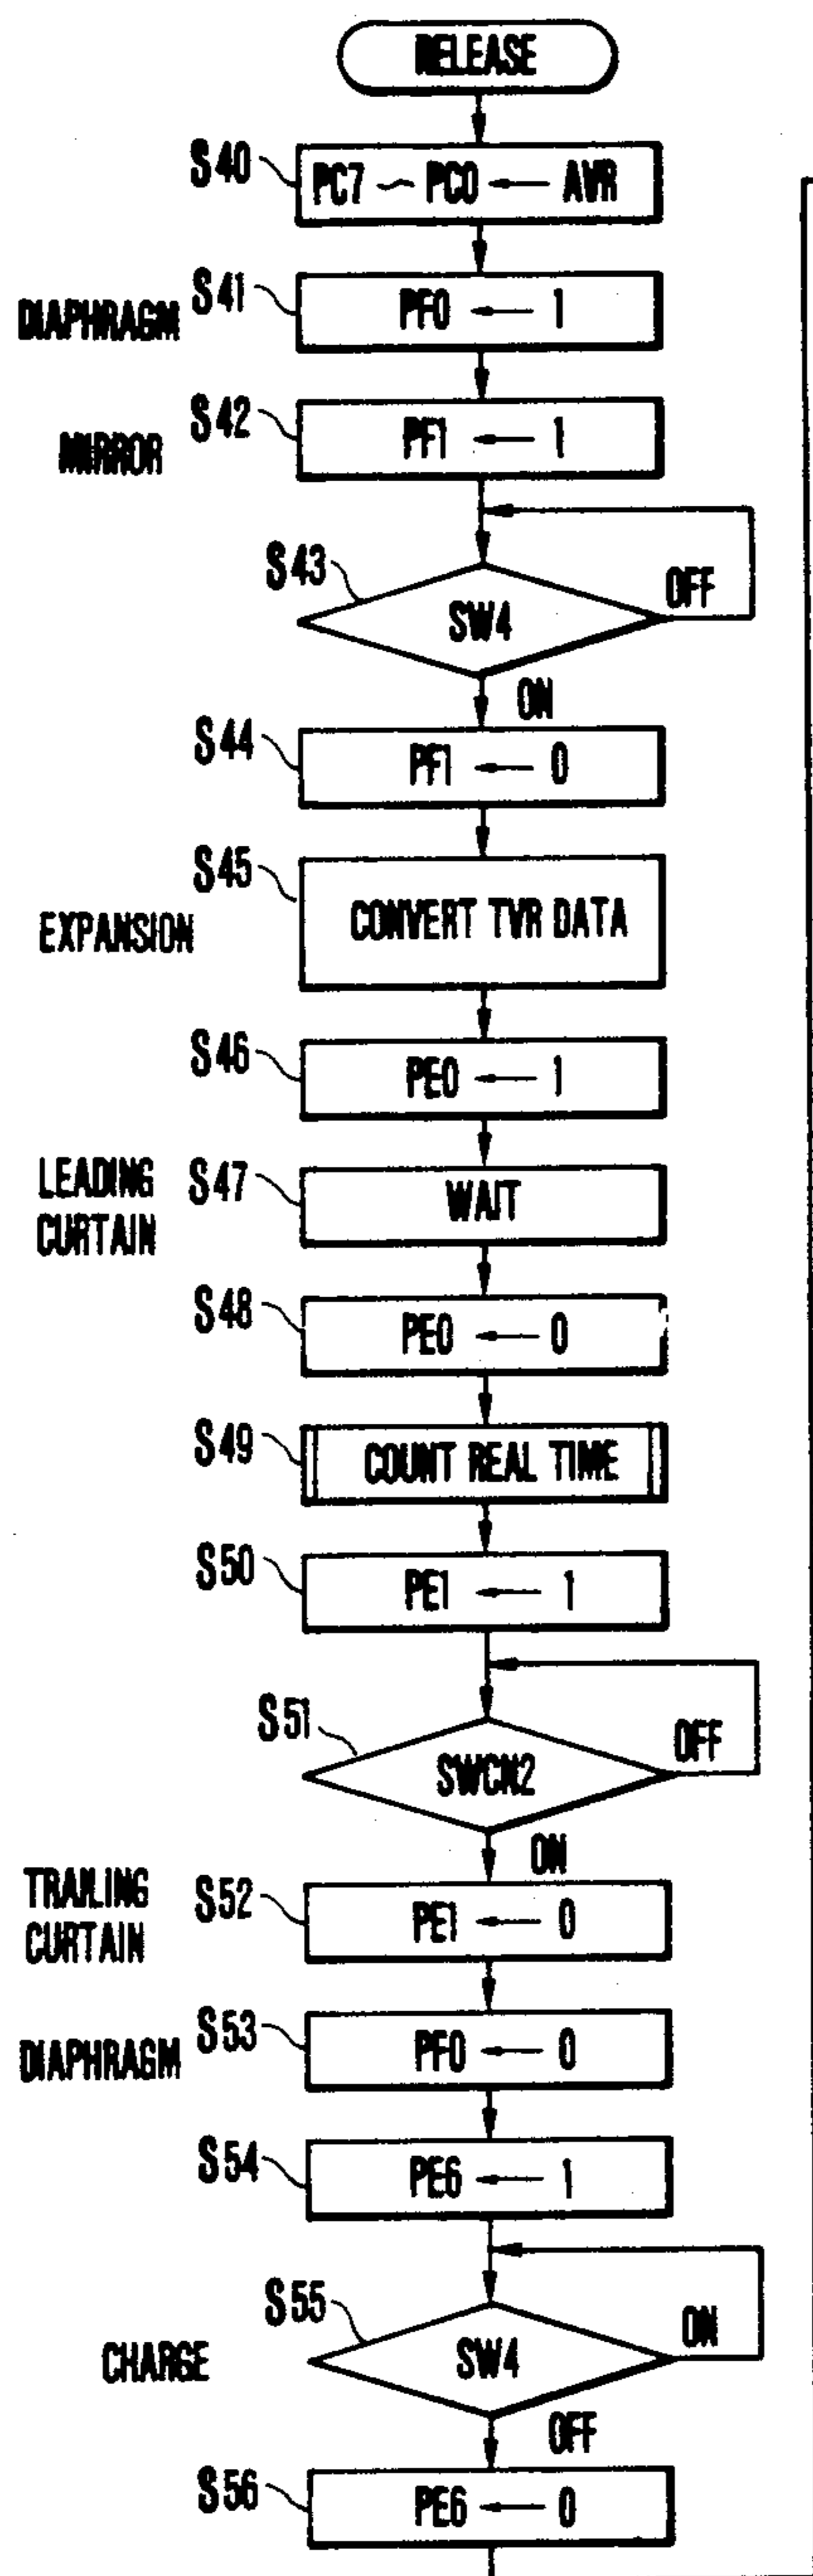 RELEASE
S40
PC7 ~ PC0 ← AVR
DIAPHRAGM
S41
PF0 ← 1
MIRROR
S42
PF1 ← 1
S43
SW4
OFF
ON
S44
PF1 ← 0
EXPANSION
S45
CONVERT TVR DATA
S46
PE0 ← 1
LEADING
CURTAIN
S47
WAIT
S48
PE0 ← 0
S49
COUNT REAL TIME
S50
PE1 ← 1
S51
SWCN2
OFF
ON
TRAILING
CURTAIN
S52
PE1 ← 0
DIAPHRAGM
S53
PF0 ← 0
S54
PE6 ← 1
CHARGE
S55
SW4
ON
OFF
S56
PE6 ← 0